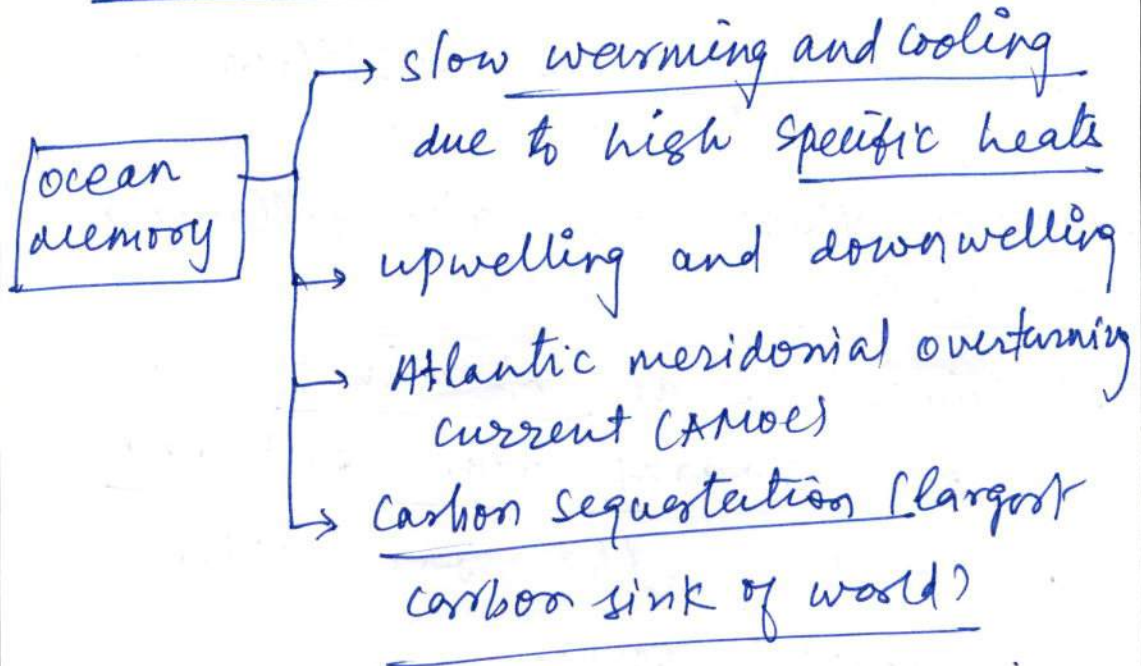 slow warming and cooling
due to high specific heats
ocean
memory
upwelling and downwelling
Atlantic meridonial overturning
current (AMOC)
Carbon sequestation (largest
carbon sink of world)